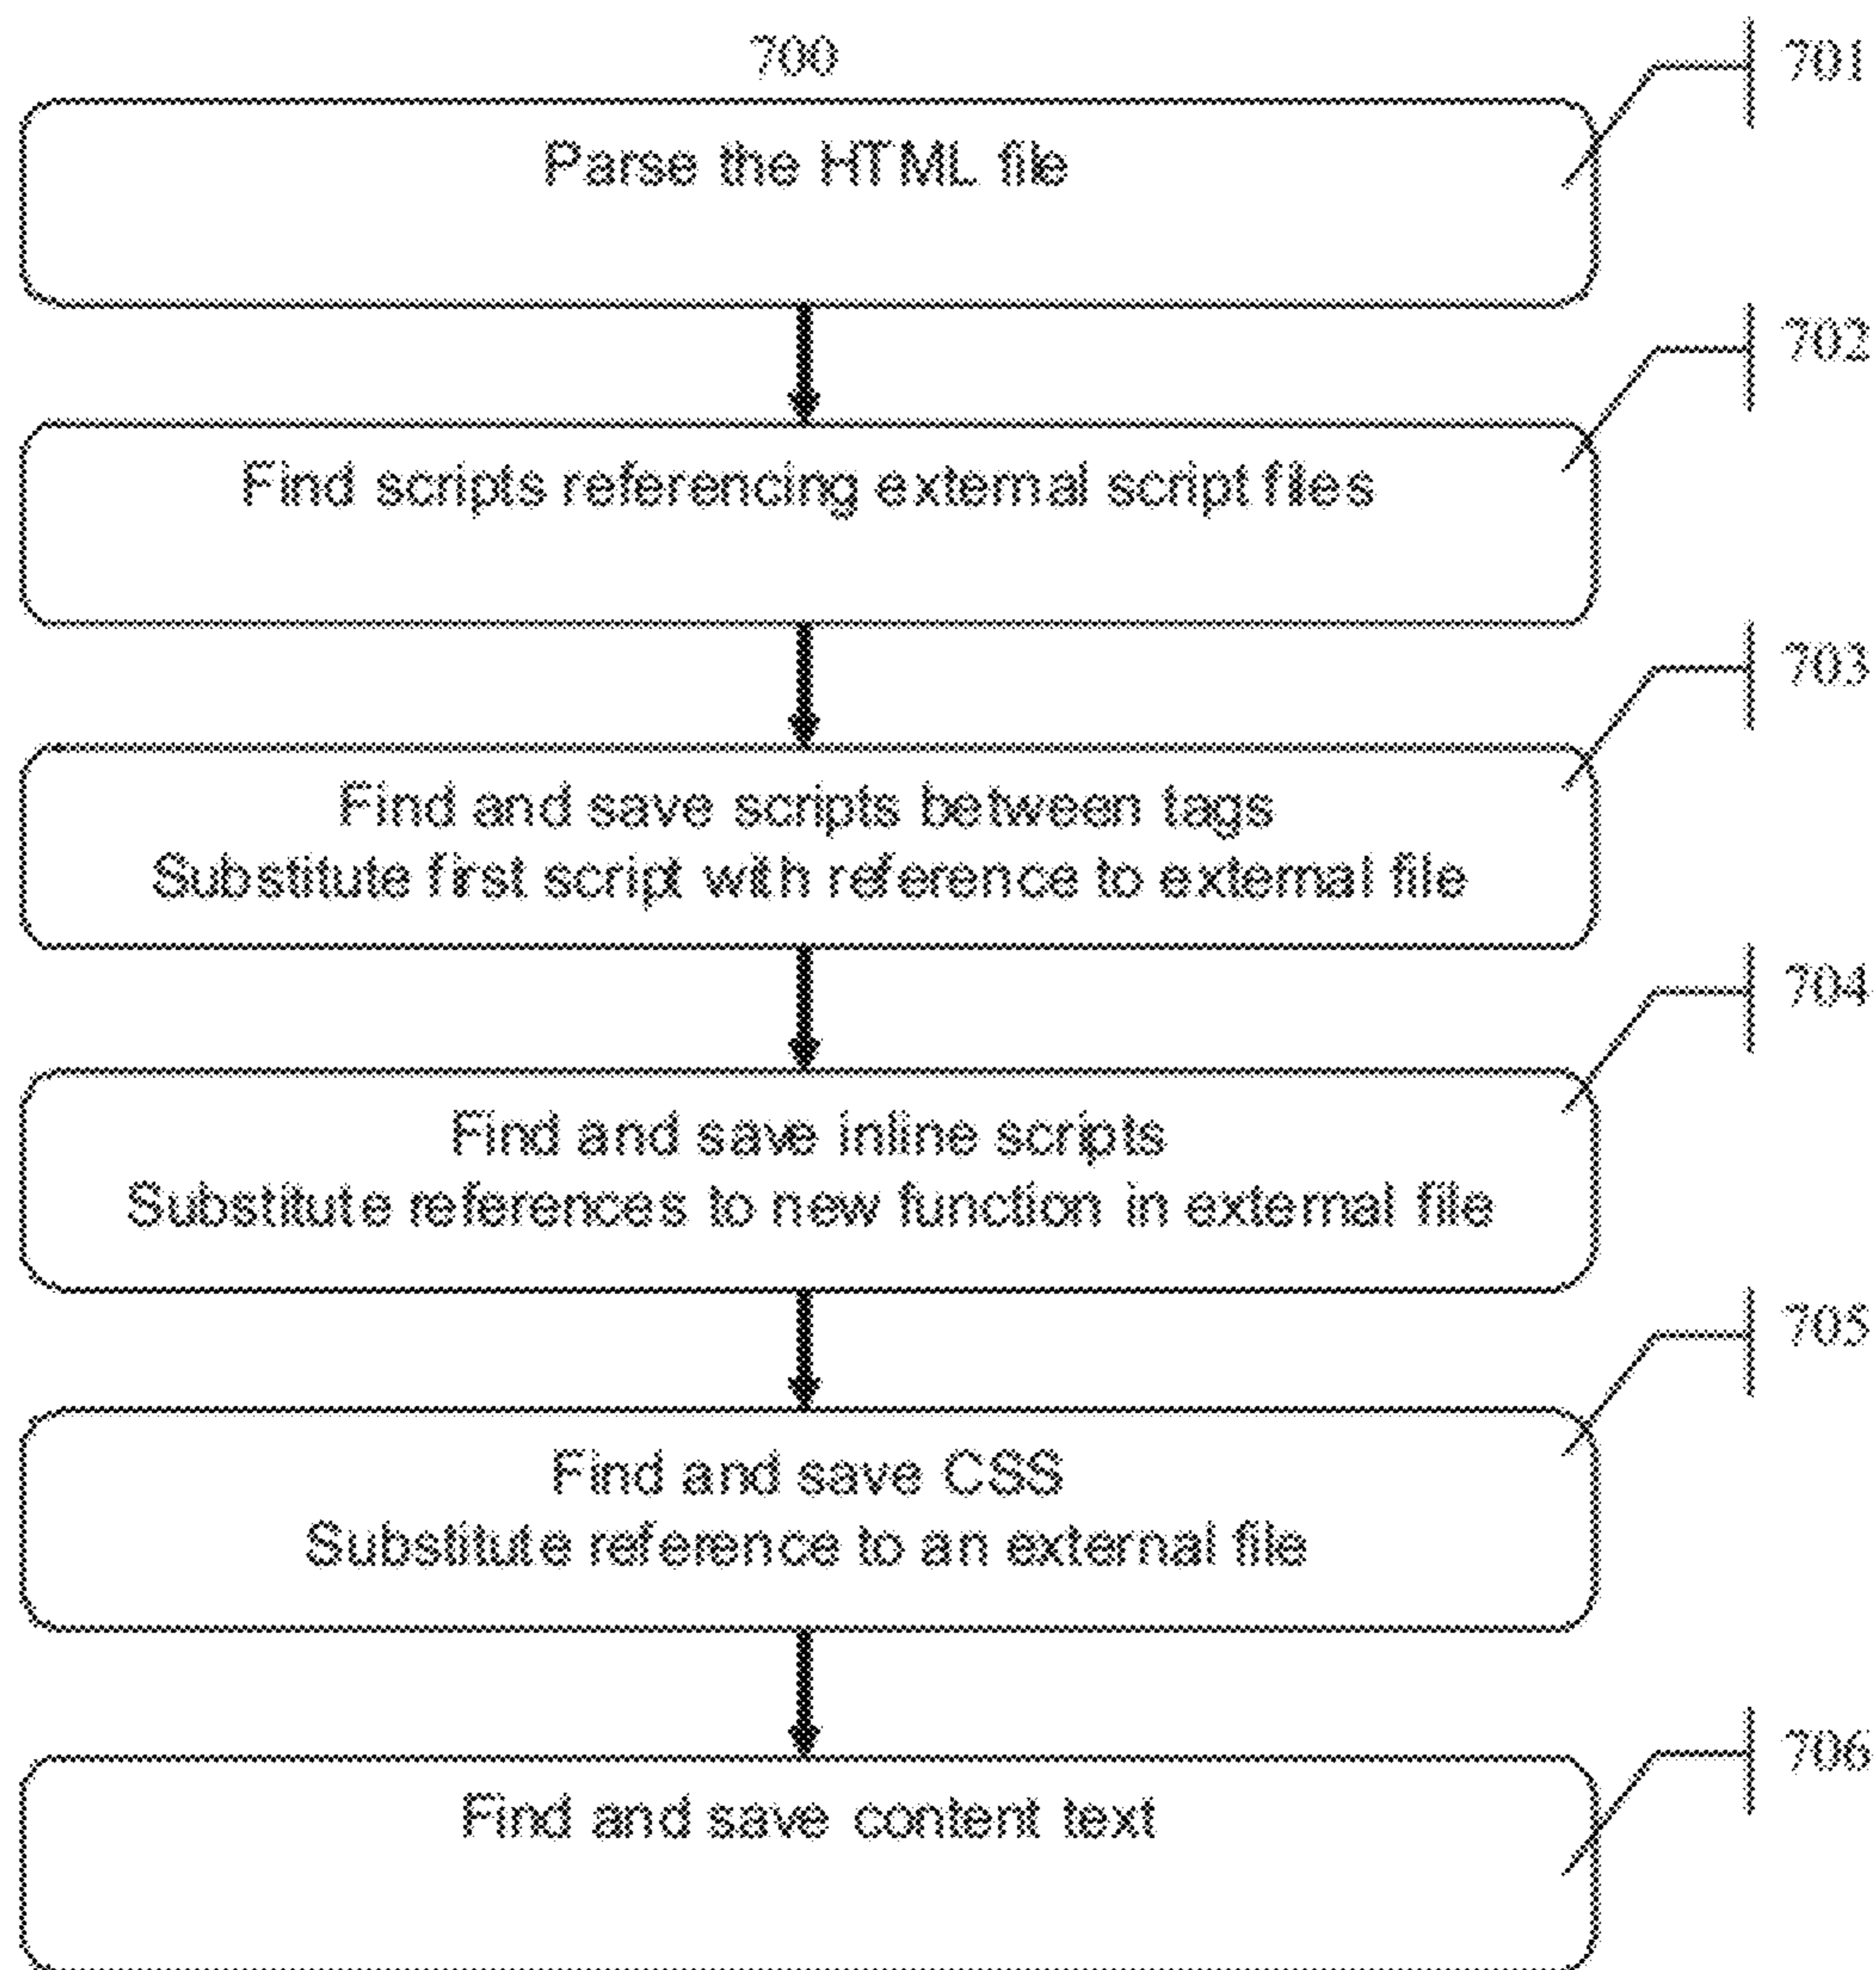 700
701
Parse the HTML file
702
Find scripts referencing external script files
703
Find and save scripts between tags
Substitute first script with reference to external file
704
Find and save inline scripts
Substitute references to new function in external file
705
Find and save CSS
Substitute reference to an external file
706
Find and save content text